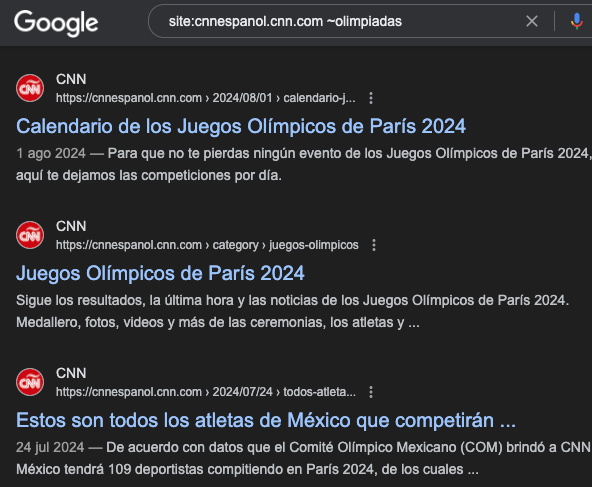 Google
site:cnnespanol.cnn.com ~olimpiadas
CNN
CNN
https://cnnespanol.cnn.com › 2024/08/01 › calendario-j...
Calendario de los Juegos Olímpicos de París 2024
1 ago 2024 — Para que no te pierdas ningún evento de los Juegos Olímpicos de París 2024,
aquí te dejamos las competiciones por día.
CNN
CNN
https://cnnespanol.cnn.com › category › juegos-olimpicos
Juegos Olímpicos de París 2024
Sigue los resultados, la última hora y las noticias de los Juegos Olímpicos de París 2024.
Medallero, fotos, videos y más de las ceremonias, los atletas y ...
CNN
CNN
https://cnnespanol.cnn.com › 2024/07/24 › todos-atleta...
Estos son todos los atletas de México que competirán ...
24 jul 2024 — De acuerdo con datos que el Comité Olímpico Mexicano (COM) brindó a CNN
México tendrá 109 deportistas compitiendo en París 2024, de los cuales ...